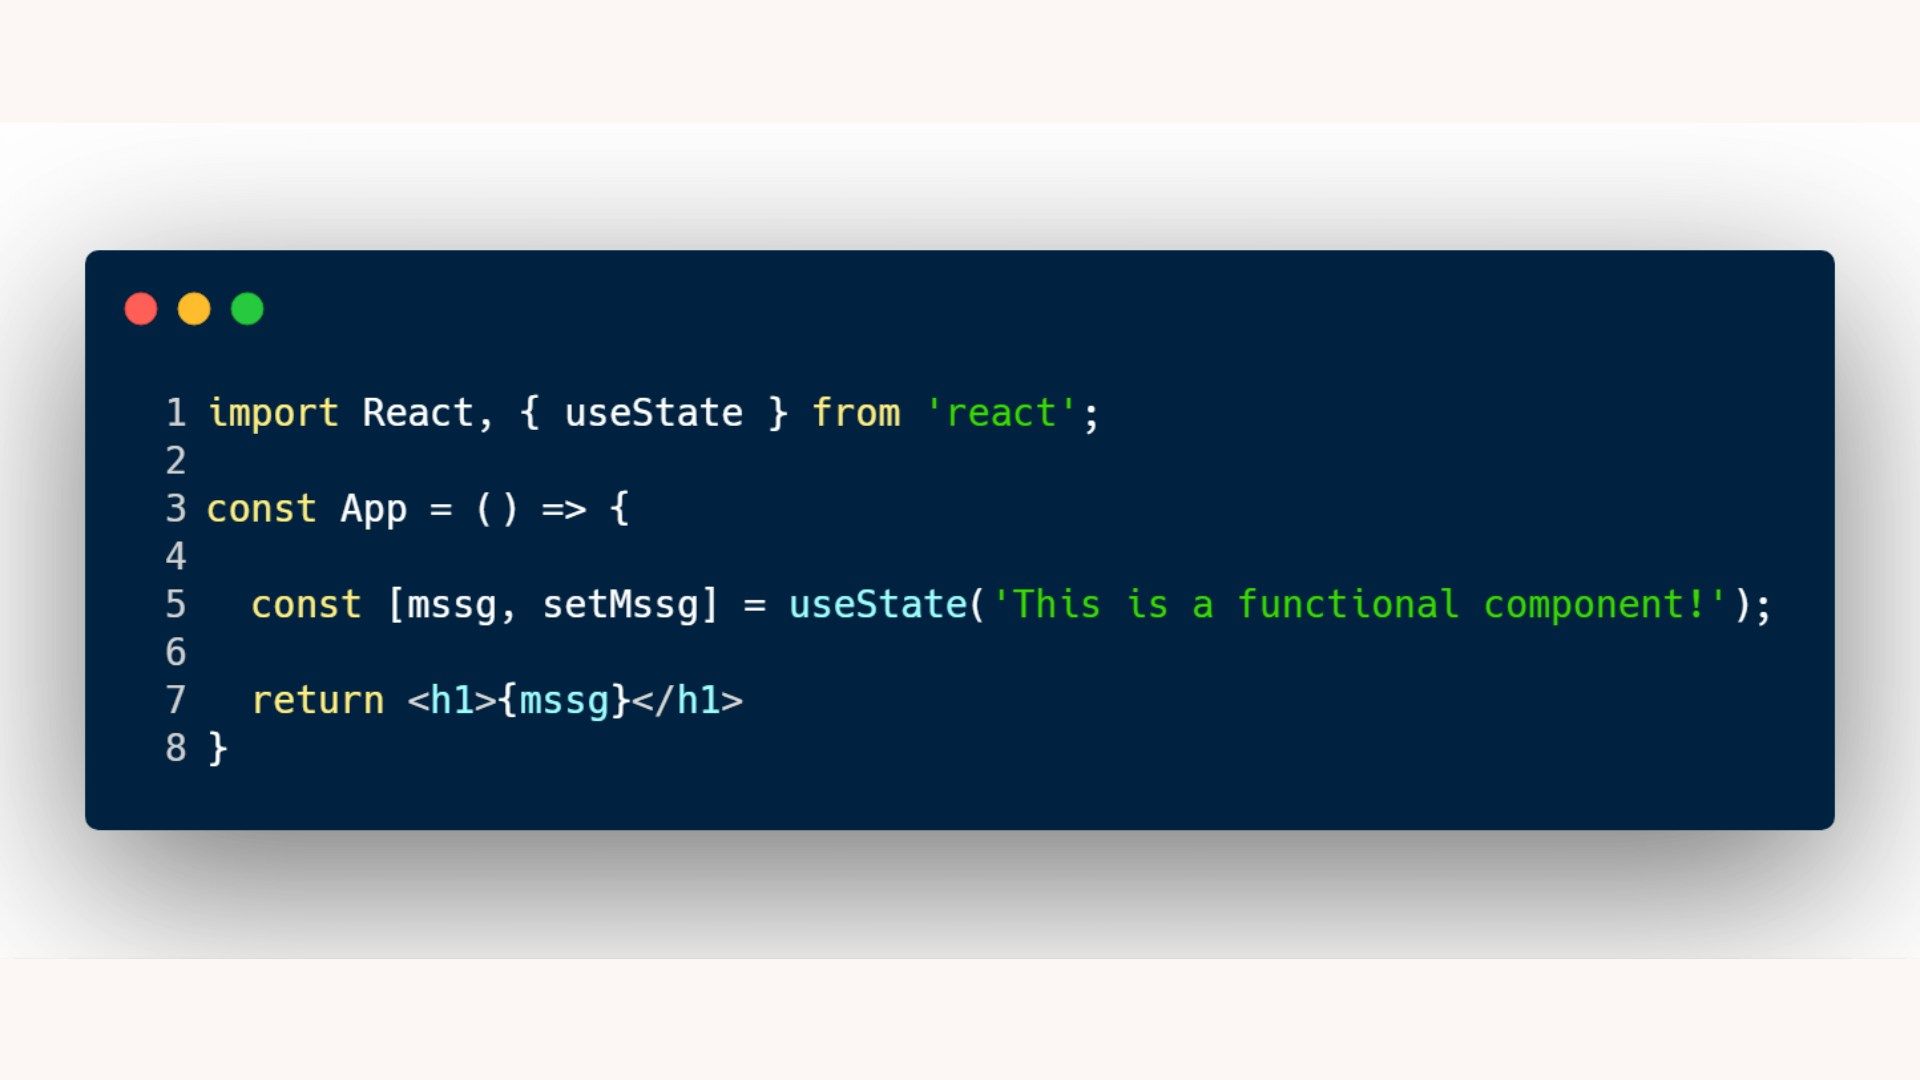 1 import React, { useState } from 'react';
2
3 const App = () => {
4
5   const [mssg, setMssg] = useState('This is a functional component!');
6
7   return <h1>{mssg}</h1>
8 }